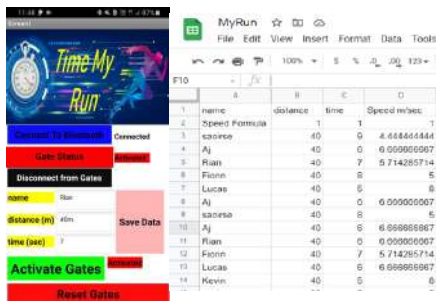 11:48
97%
Screen1
Time My
Run
Connect To Bluetooth Connected
Gate Status Activated
Disconnect from Gates
name Rian
distance (m) 40m
Save Data
time (sec) 7
Activate Gates Activated
Reset Gates
MyRun
File Edit View Insert Format Data Tools
100% $ % .0 .00 123
F10 fx
A B C D
1 name distance time Speed m/sec
2 Speed Formula 1 1 1
3 saoirse 40 9 4.444444444
4 Aj 40 6 6.666666667
5 Rian 40 7 5.714285714
6 Fionn 40 8 5
7 Lucas 40 5 8
8 Aj 40 6 6.666666667
9 saoirse 40 8 5
10 Aj 40 6 6.666666667
11 Rian 40 6 6.666666667
12 Fionn 40 7 5.714285714
13 Lucas 40 6 6.666666667
14 Kevin 40 5 8